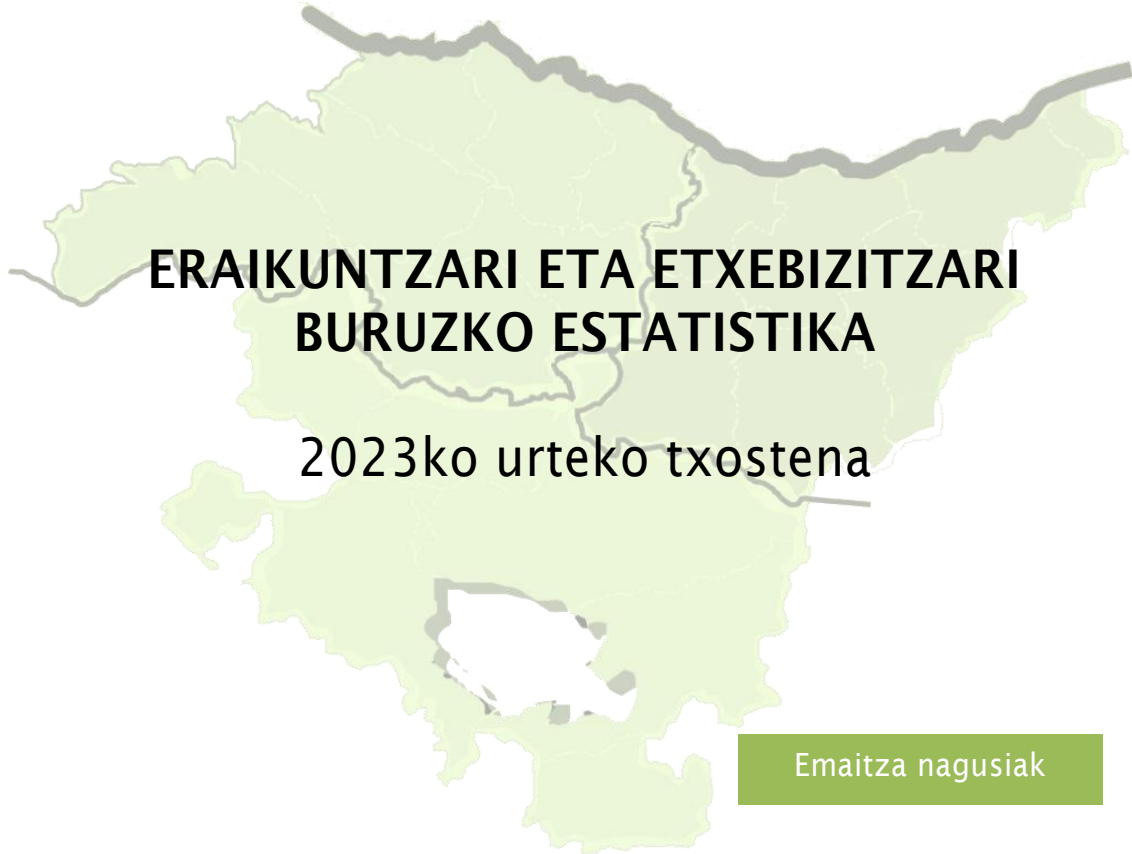 ERAIKUNTZARI ETA ETXEBIZITZARI
BURUZKO ESTATISTIKA
2023ko urteko txostena
Emaitza nagusiak